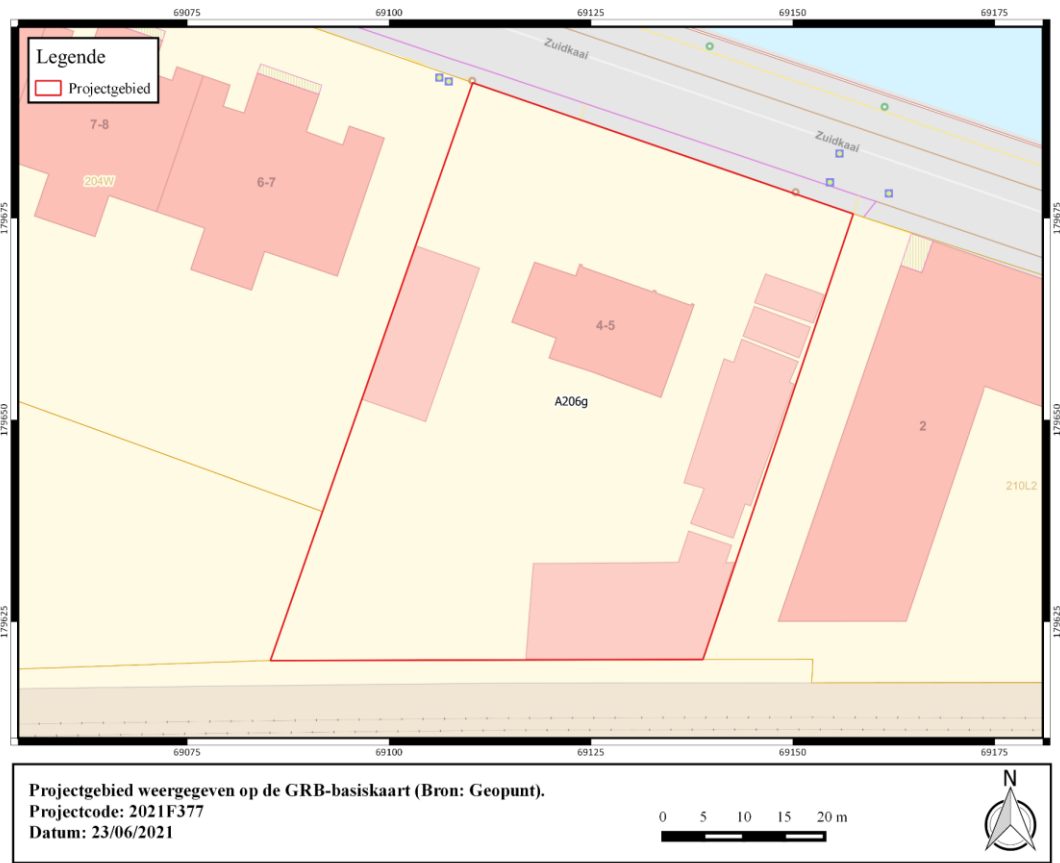 69075 69100 69125 69150 69175
Legende
Projectgebied
Zuidkaai
Zuidkaai
7-8
6-7
204W
179675 179675
4-5
A206g
179650 179650
2
210L2
179625 179625
69075 69100 69125 69150 69175
Projectgebied weergegeven op de GRB-basiskaart (Bron: Geopunt).
Projectcode: 2021F377
Datum: 23/06/2021
0 5 10 15 20 m
N